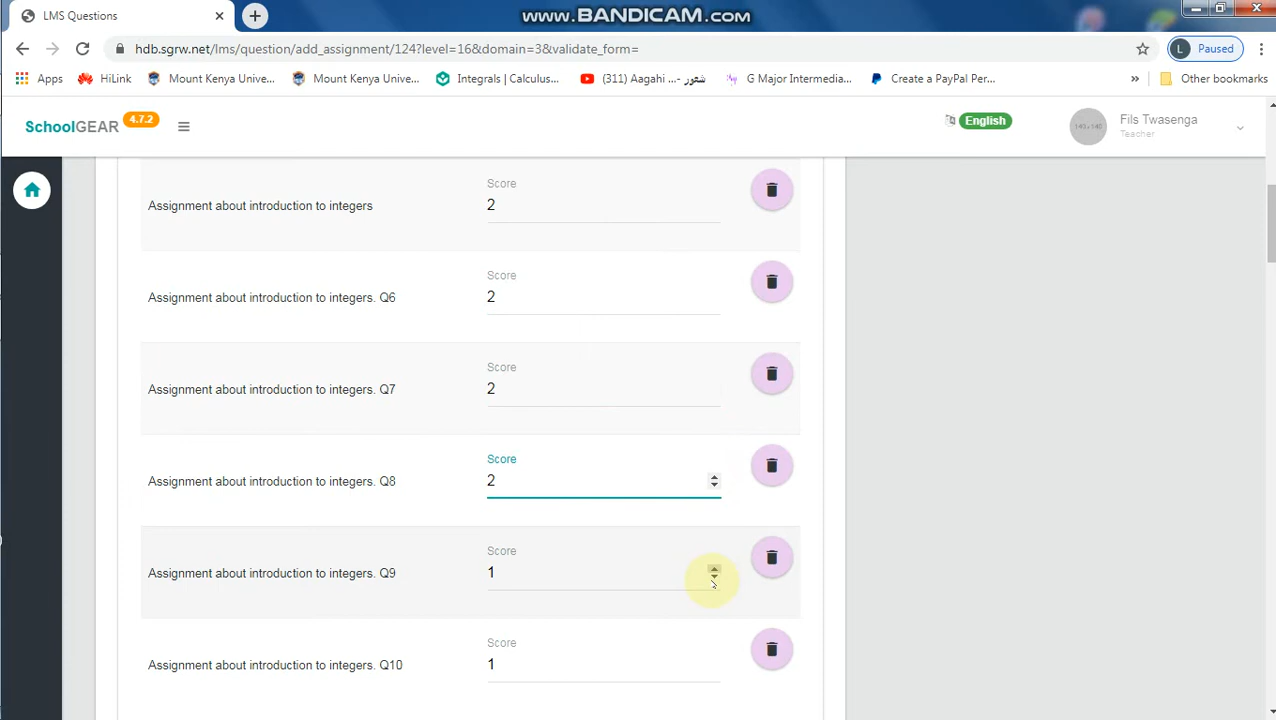 www.BANDICAM.com
LMS Questions
hdb.sgrw.net/lms/question/add_assignment/124?level=16&domain=3&validate_form=
L Paused
Apps HiLink Mount Kenya Unive... Mount Kenya Unive... Integrals | Calculus... (311) Aagahi شعور -... G Major Intermedia... Create a PayPal Per... » Other bookmarks
SchoolGEAR 4.7.2
English
140 x 140
Fils Twasenga
Teacher
Score
Assignment about introduction to integers 2
Score
Assignment about introduction to integers. Q6 2
Score
Assignment about introduction to integers. Q7 2
Score
Assignment about introduction to integers. Q8 2
Score
Assignment about introduction to integers. Q9 1
Score
Assignment about introduction to integers. Q10 1